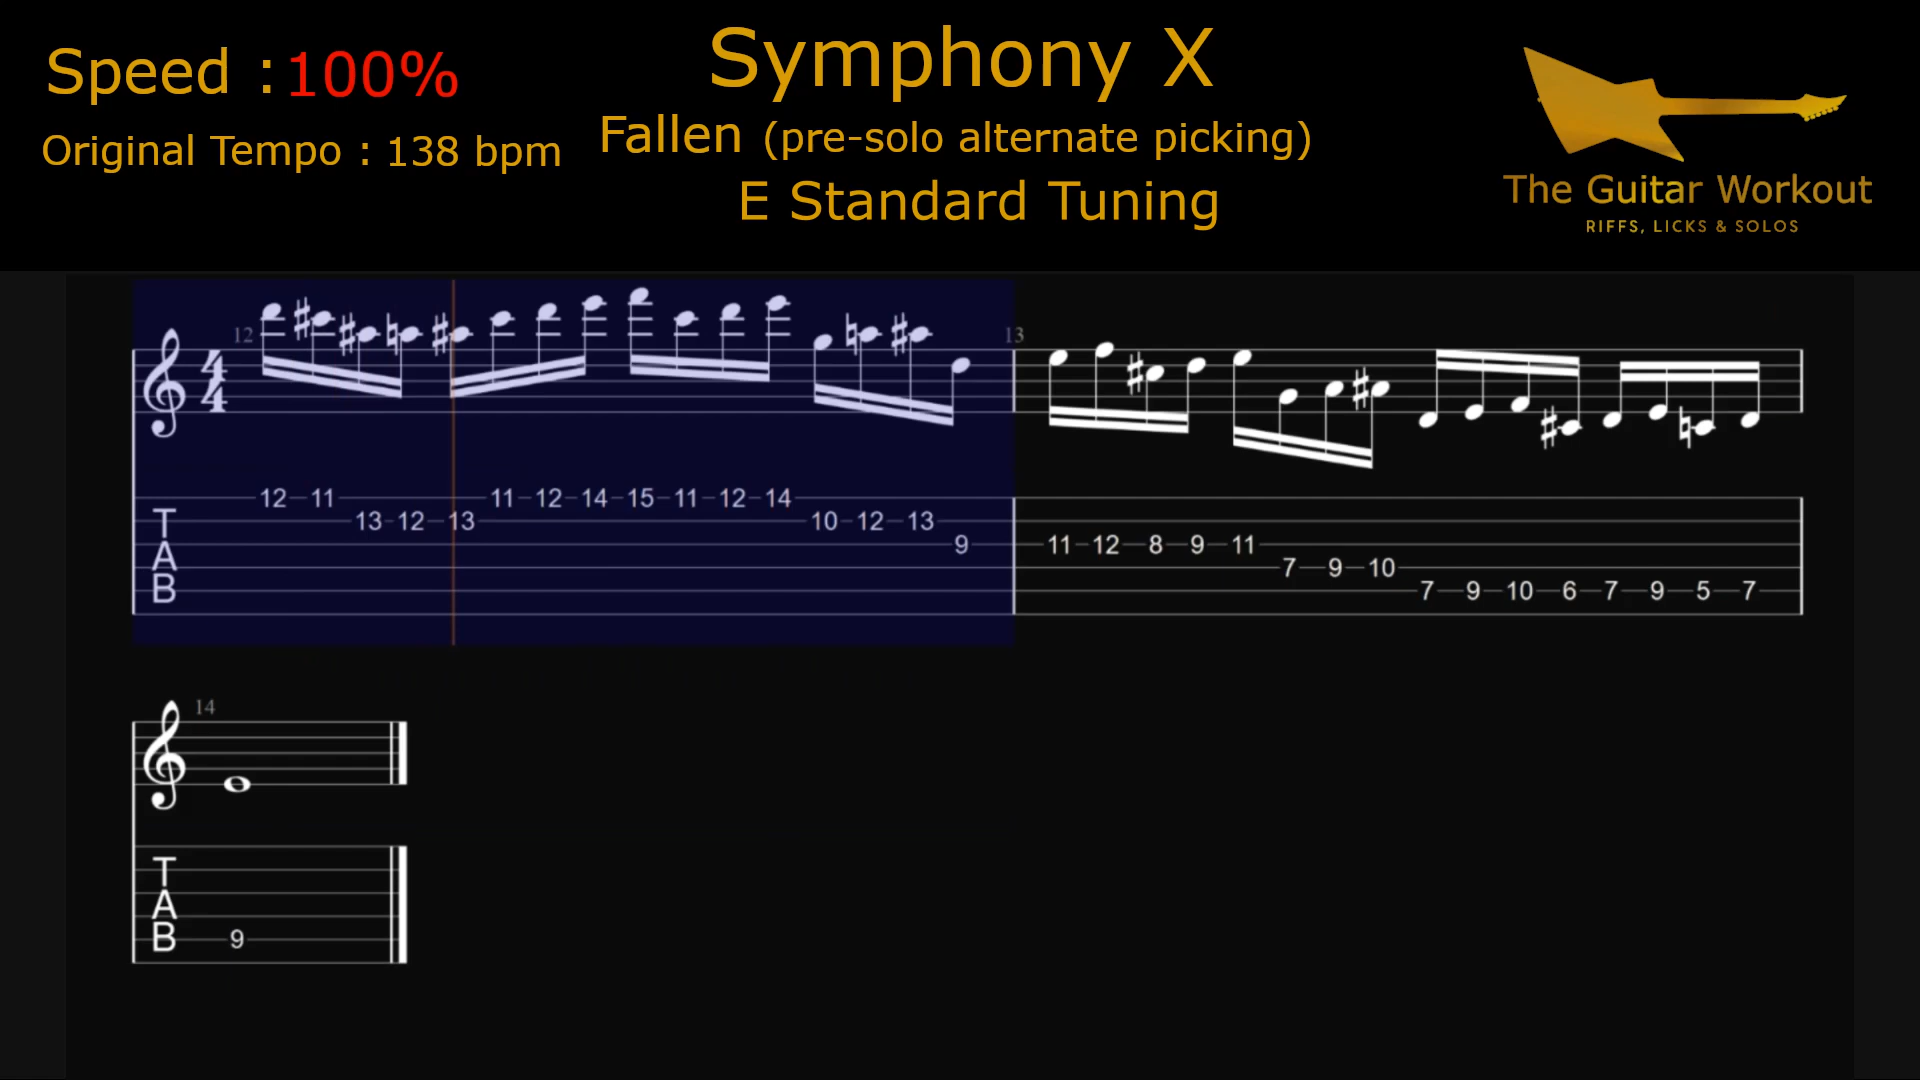 Speed : 100%
Original Tempo : 138 bpm
Symphony X
Fallen (pre-solo alternate picking)
E Standard Tuning
The Guitar Workout
RIFFS, LICKS & SOLOS
12
13
4
4
12 11 11 12 14 15 11 12 14
T 13 12 13 10 12 13
A 9 11 12 8 9 11
7 9 10
B 7 9 10 6 7 9 5 7
14
T
A
B 9